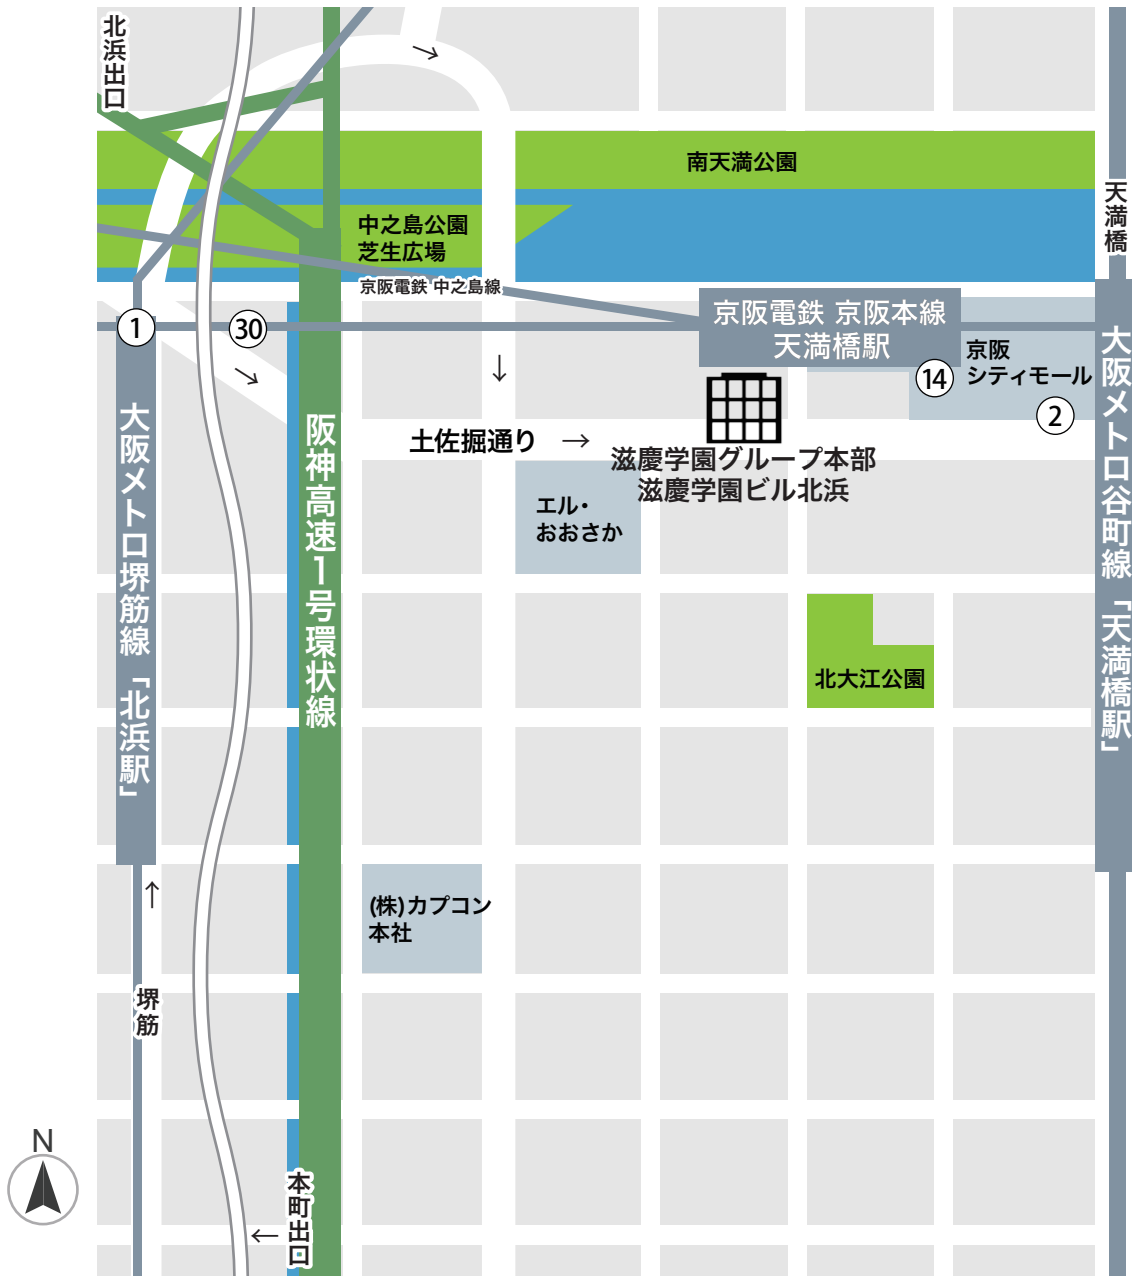 北浜出口
南天満公園
天満橋
中之島公園
芝生広場
京阪電鉄 中之島線
京阪電鉄 京阪本線
天満橋駅
1
30
14
京阪
シティモール
2
大阪メトロ堺筋線「北浜駅」
阪神高速1号環状線
大阪メトロ谷町線「天満橋駅」
土佐掘通り
滋慶学園グループ本部
滋慶学園ビル北浜
エル・
おおさか
北大江公園
(株)カプコン
本社
堺筋
N
本町出口